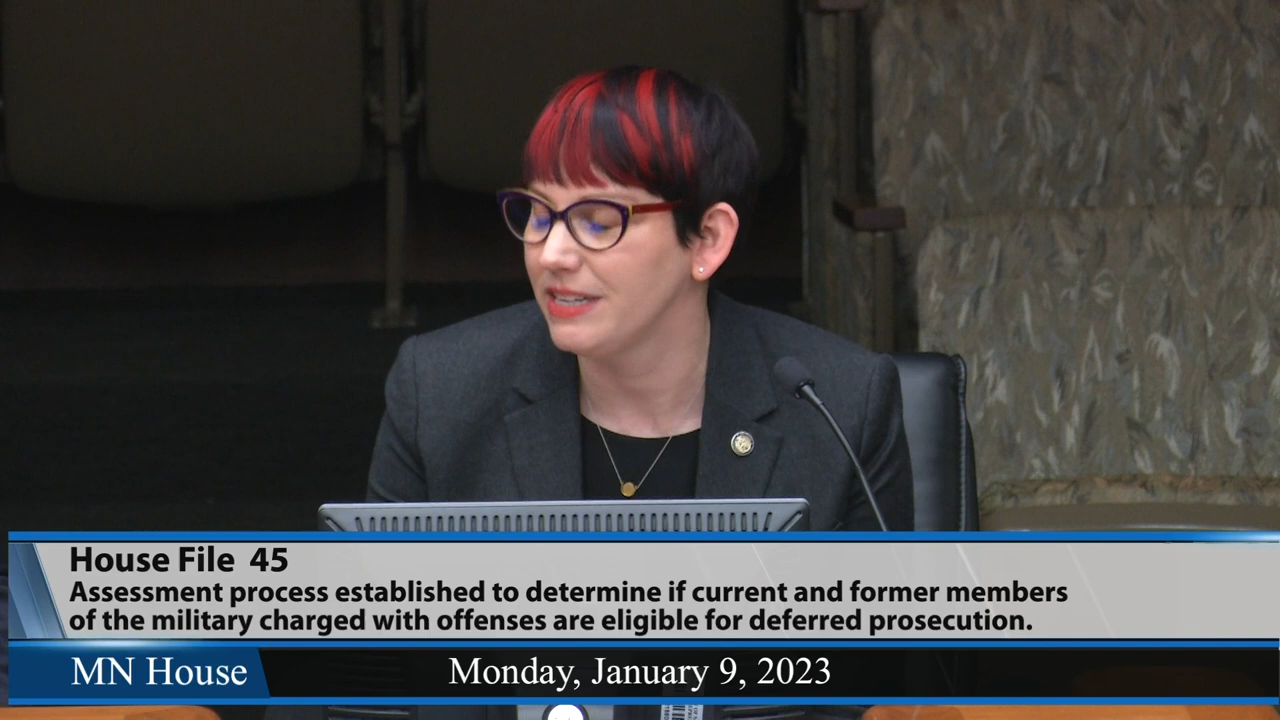 House File 45
Assessment process established to determine if current and former members
of the military charged with offenses are eligible for deferred prosecution.
MN House
Monday, January 9, 2023